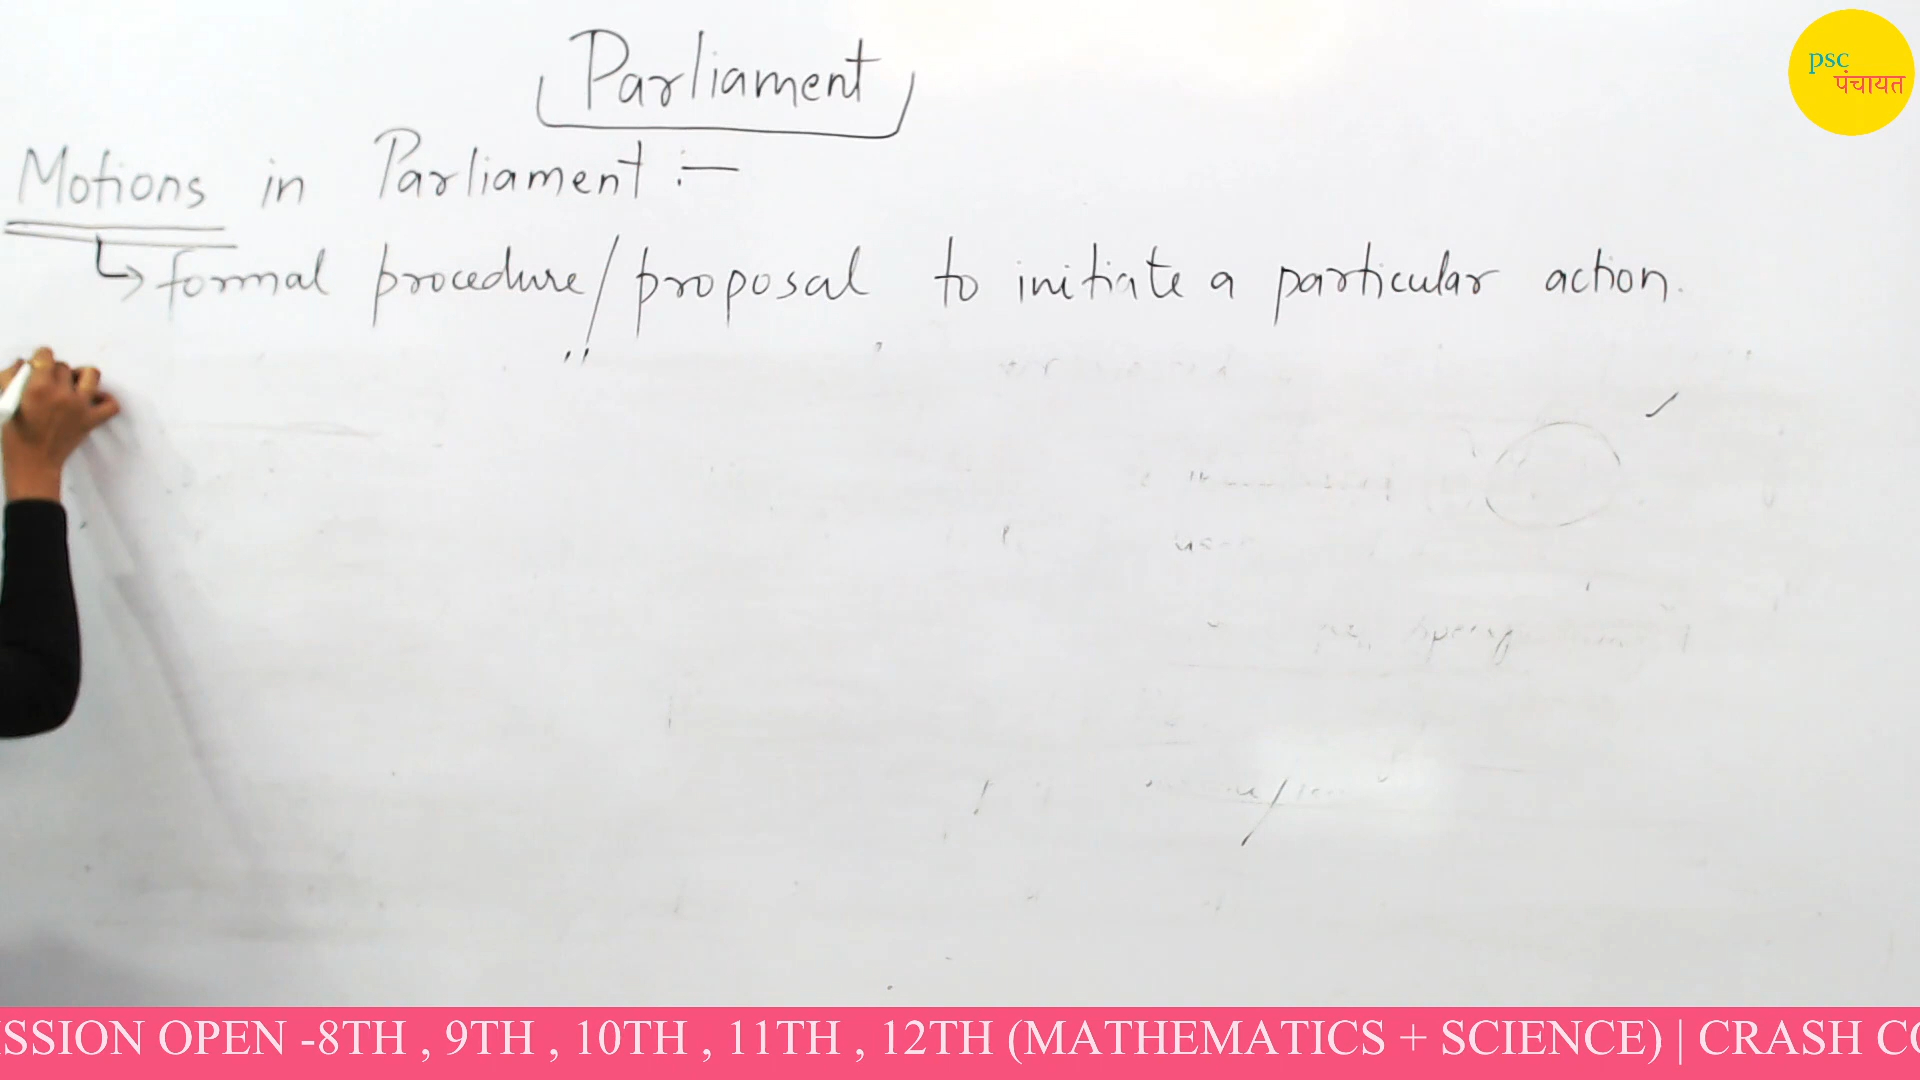 Parliament
psc
पंचायत
Motions in Parliament :—
↳ formal procedure/proposal to initiate a particular action.
ISSION OPEN -8TH , 9TH , 10TH , 11TH , 12TH (MATHEMATICS + SCIENCE) | CRASH CO